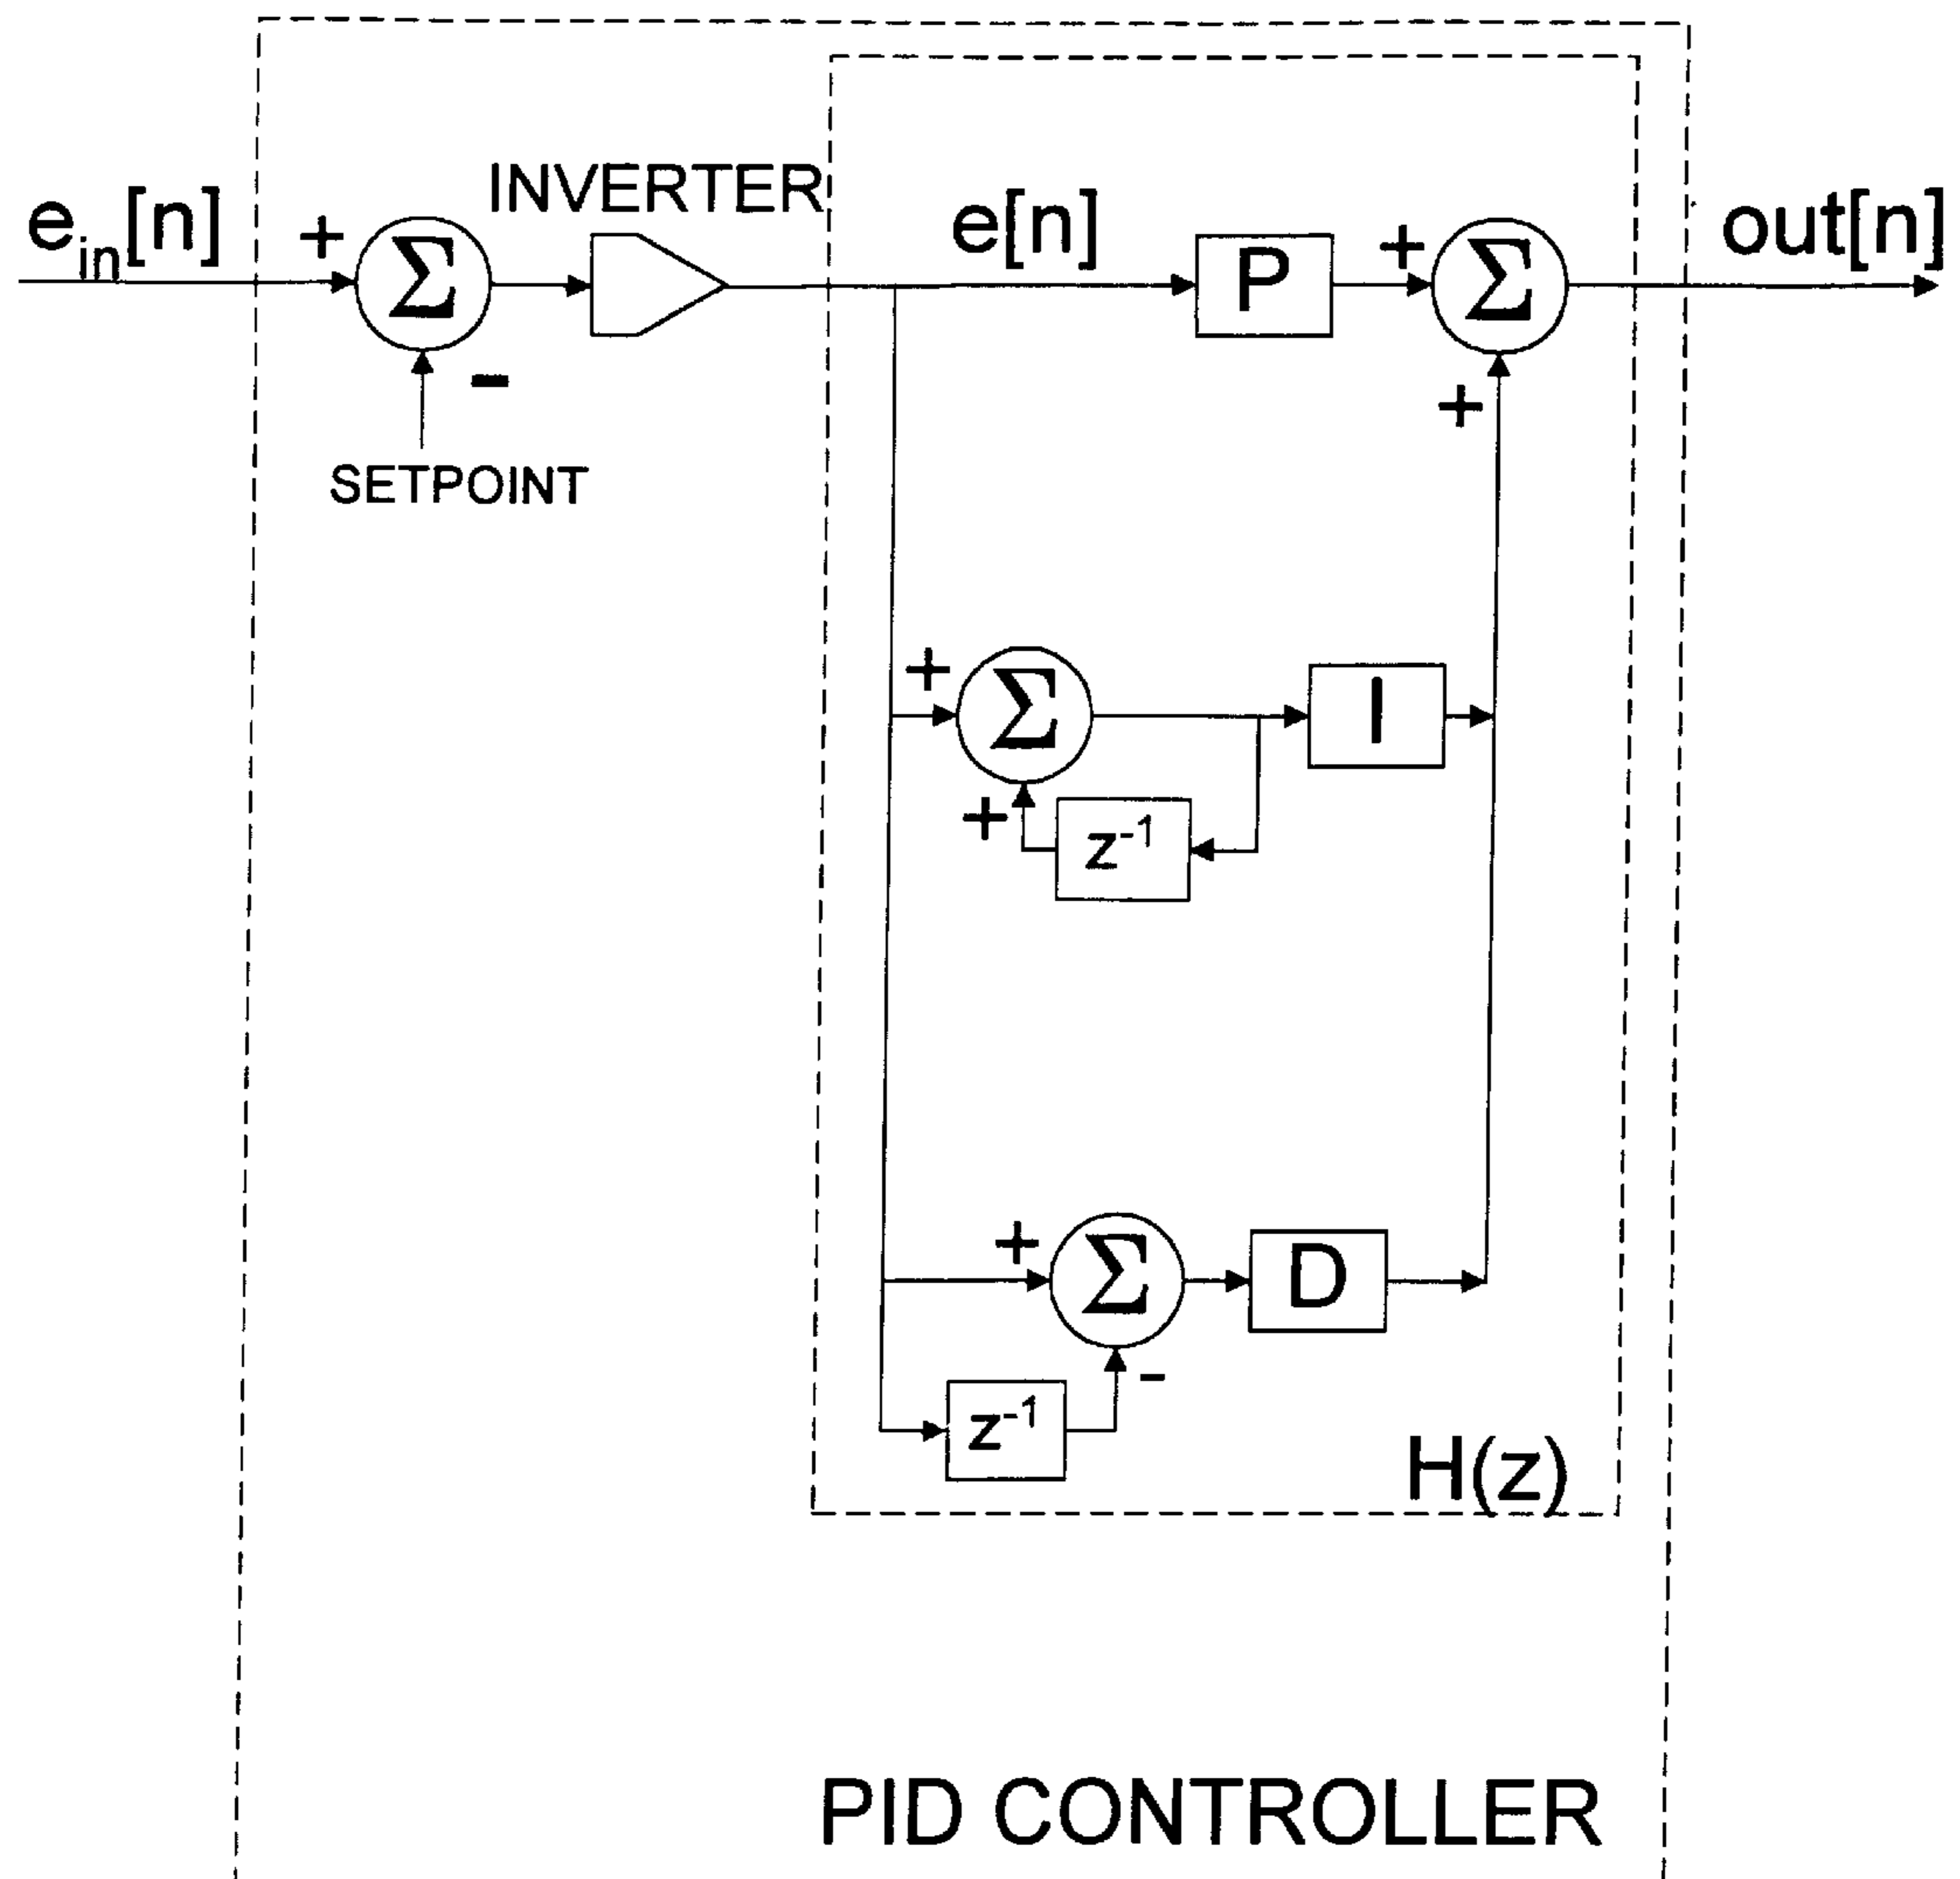 INVERTER
e_in[n]
+
Σ
e[n]
P
+
Σ
out[n]
-
+
SETPOINT
+
Σ
I
+
z^-1
+
Σ
D
-
z^-1
H(z)
PID CONTROLLER